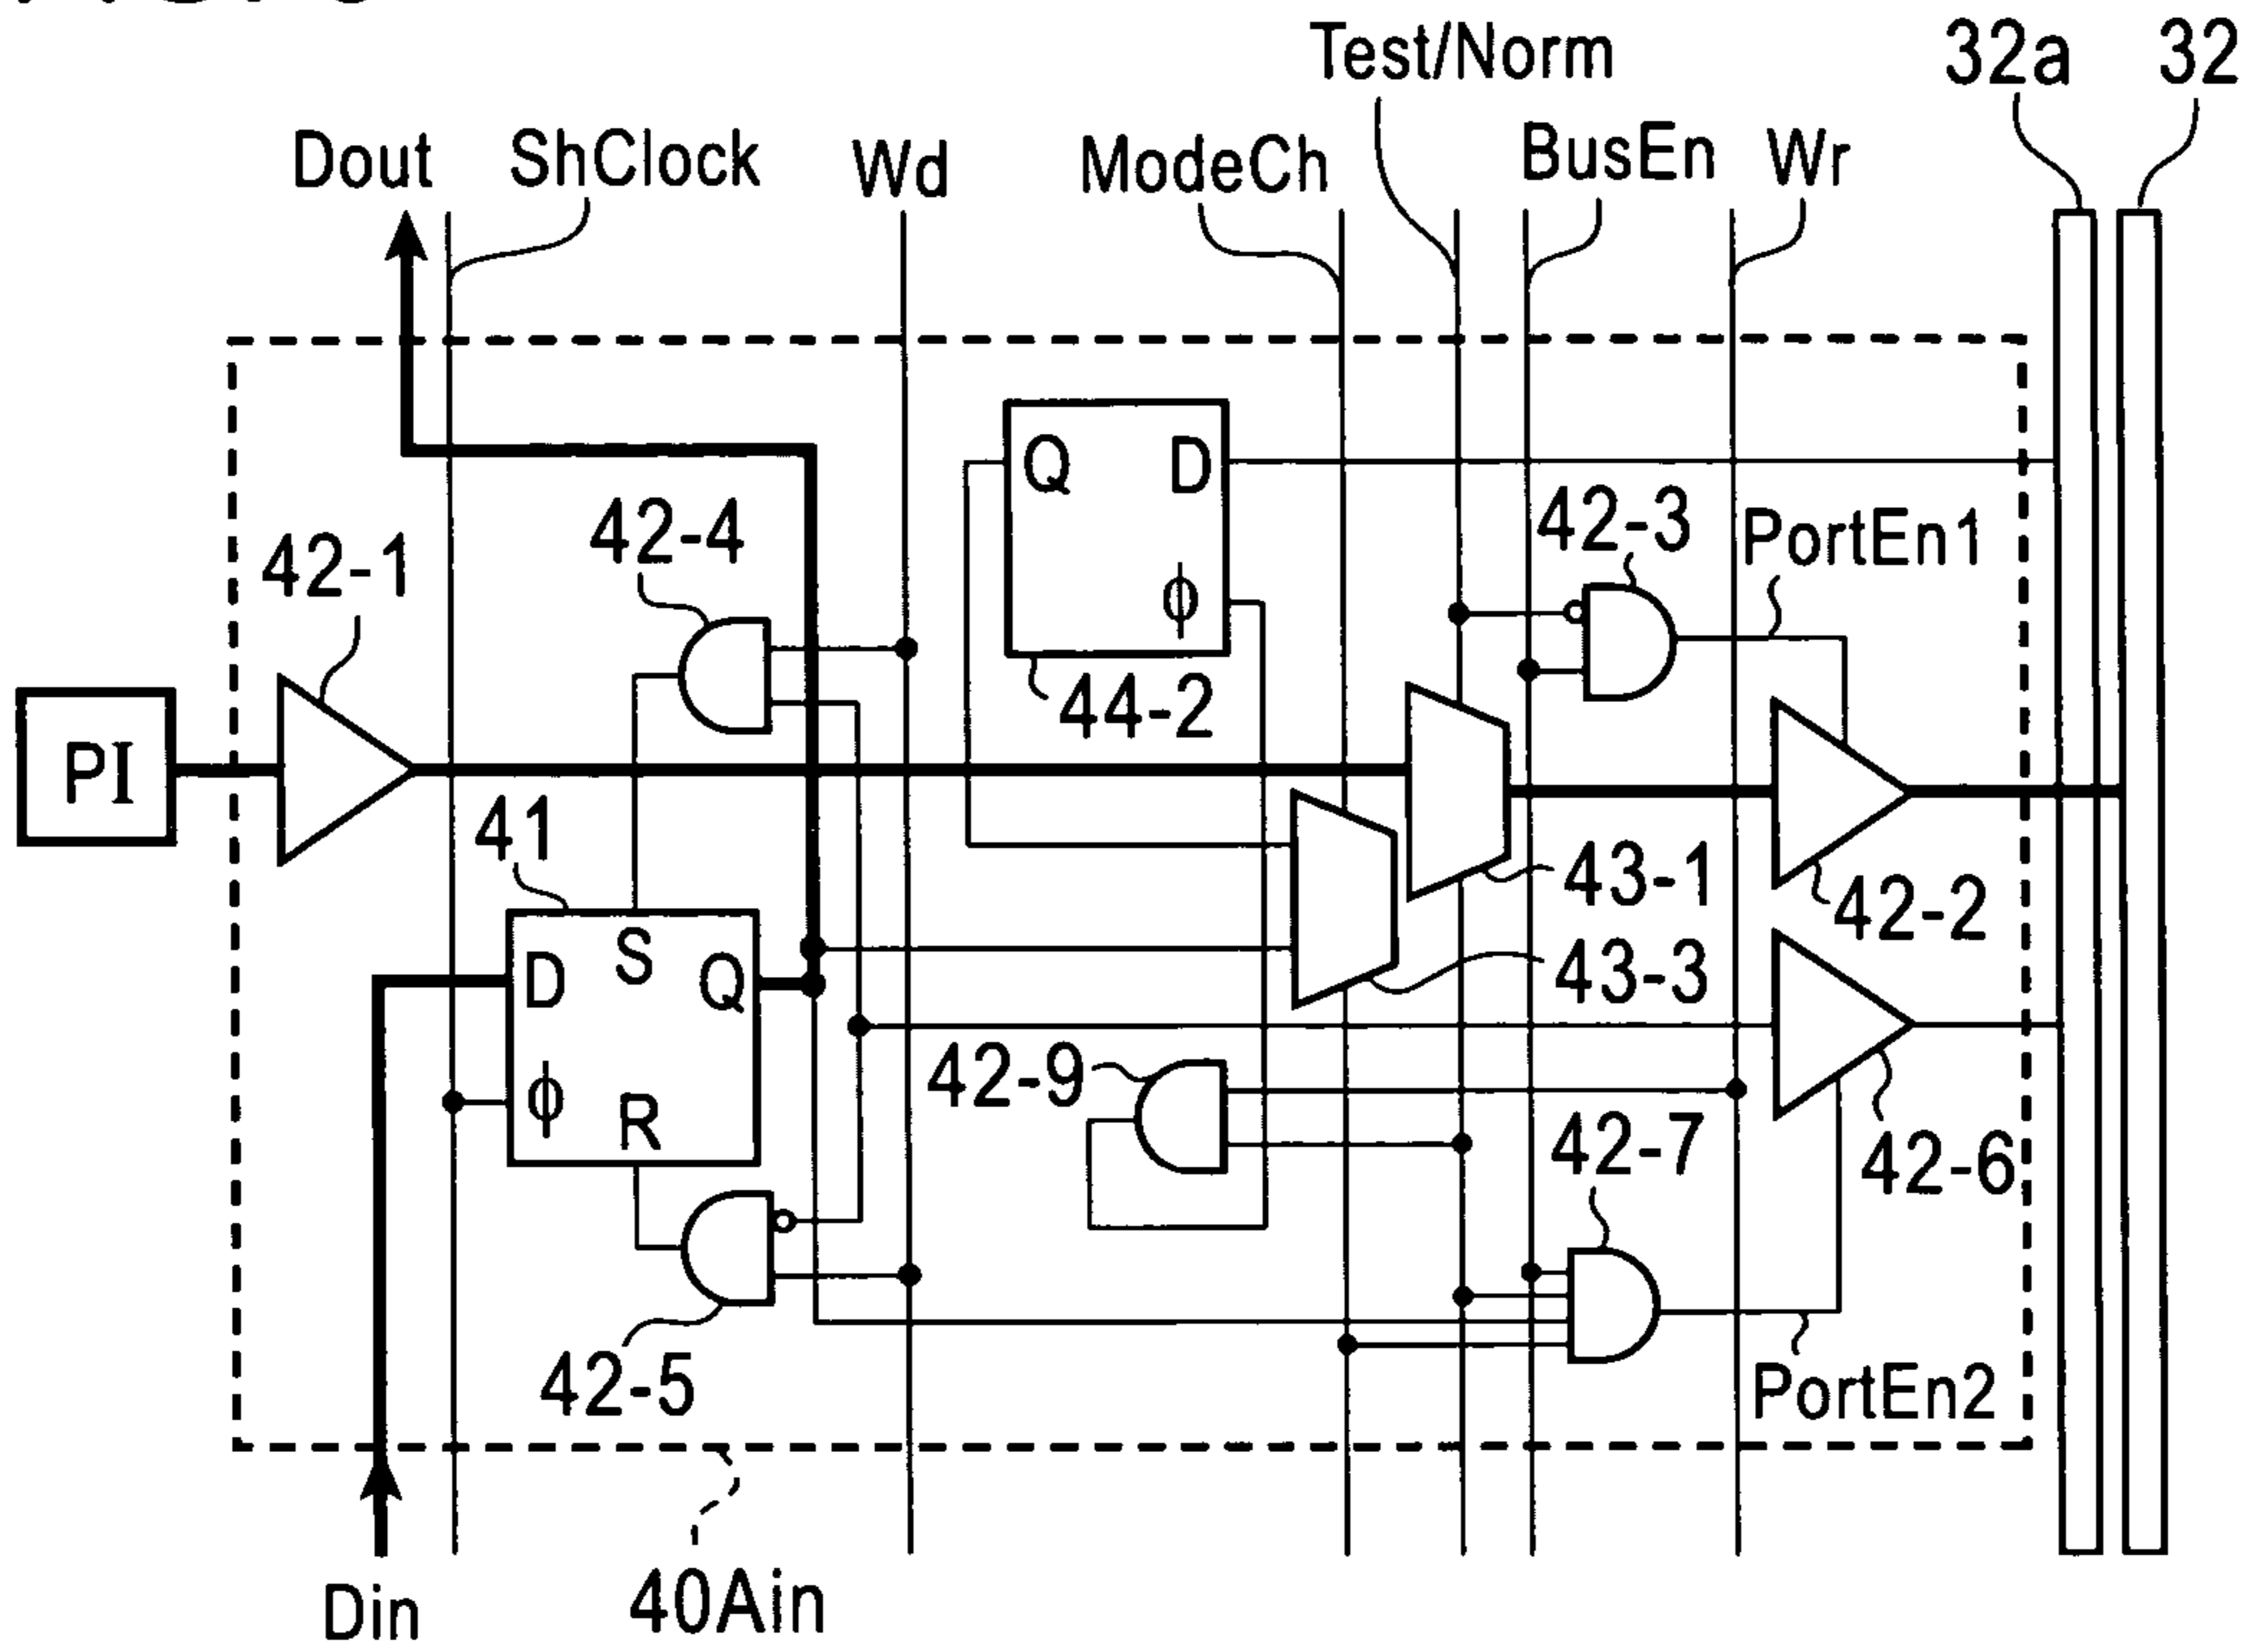 Test/Norm
32a
32
Dout
ShClock
Wd
ModeCh
BusEn
Wr
Q
D
42-3
PortEn1
42-4
42-1
ϕ
44-2
PI
41
43-1
42-2
D
S
Q
43-3
ϕ
R
42-9
42-7
42-6
42-5
PortEn2
Din
40Ain